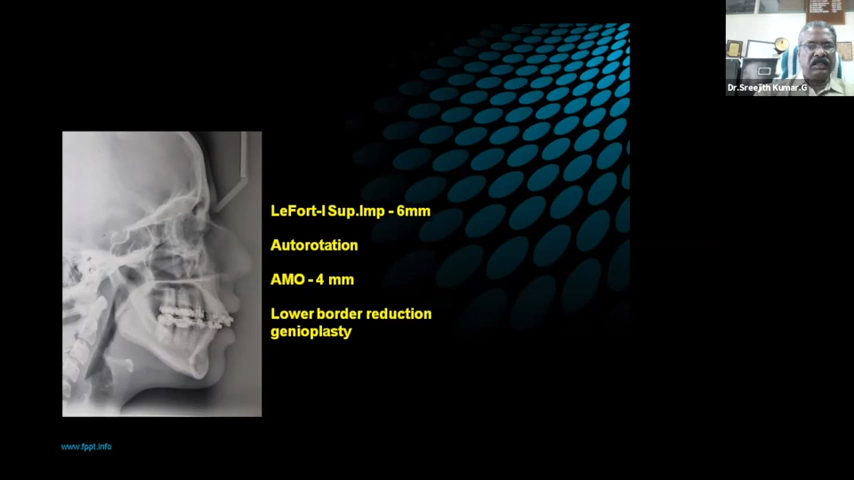 Dr.Sreejith Kumar.G
LeFort-I Sup.Imp - 6mm
Autorotation
AMO - 4 mm
Lower border reduction
genioplasty
www.fppt.info